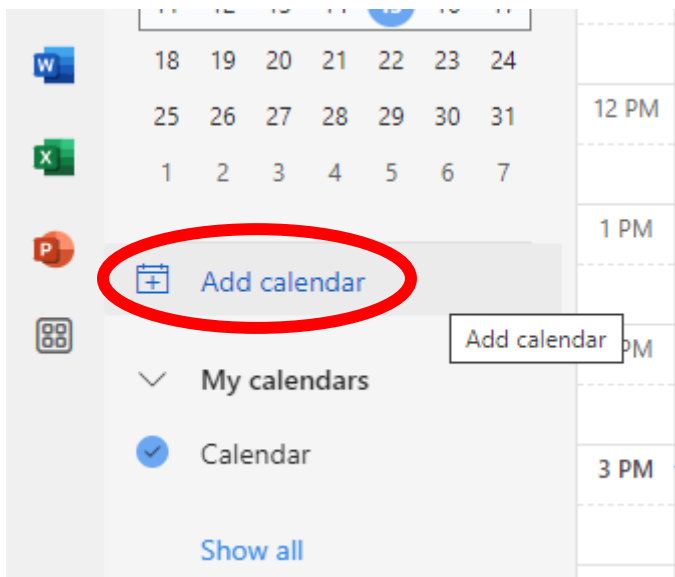 18 19 20 21 22 23 24
25 26 27 28 29 30 31
12 PM
1 2 3 4 5 6 7
1 PM
Add calendar
Add calendar
PM
My calendars
Calendar
3 PM
Show all